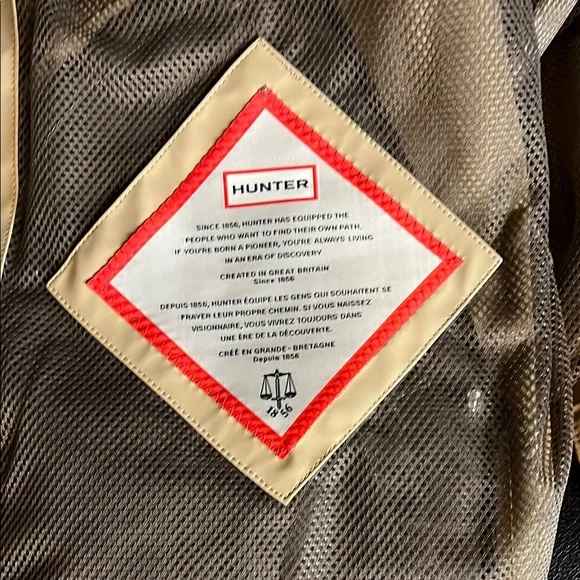 HUNTER
SINCE 1856, HUNTER HAS EQUIPPED THE
PEOPLE WHO WANT TO FIND THEIR OWN PATH.
IF YOU'RE BORN A PIONEER, YOU'RE ALWAYS LIVING
IN AN ERA OF DISCOVERY
CREATED IN GREAT BRITAIN
Since 1856
DEPUIS 1856, HUNTER ÉQUIPE LES GENS QUI SOUHAITENT SE
FRAYER LEUR PROPRE CHEMIN. SI VOUS NAISSEZ
VISIONNAIRE, VOUS VIVREZ TOUJOURS DANS
UNE ÈRE DE LA DÉCOUVERTE.
CRÉÉ EN GRANDE-BRETAGNE
Depuis 1856
1856